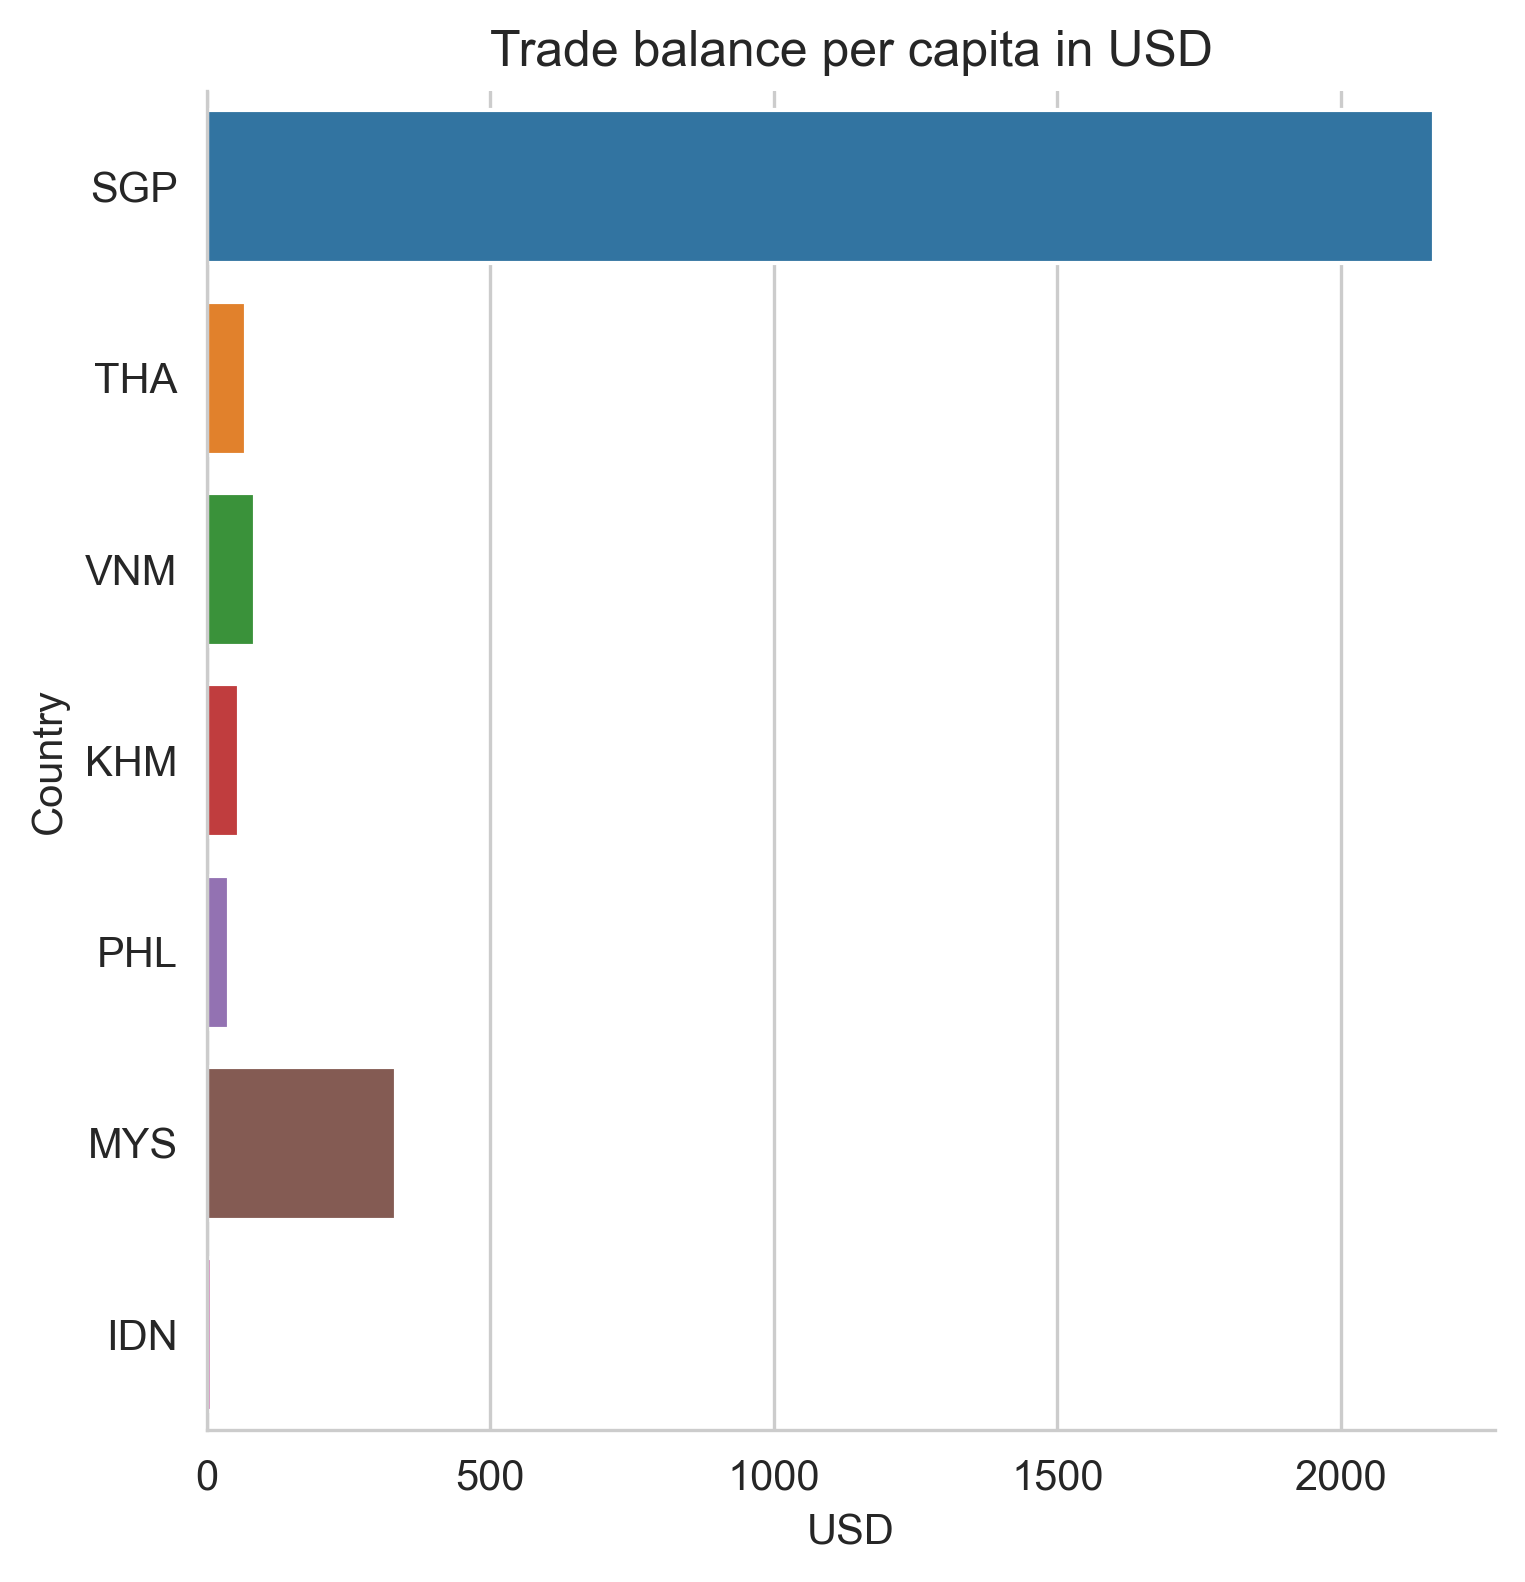 Trade balance per capita in USD
SGP
THA
VNM
KHM
PHL
MYS
IDN
Country
0 500 1000 1500 2000
USD